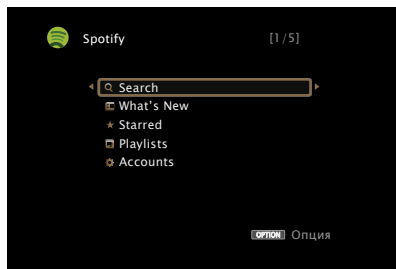 Spotify [1/5]
Search
What's New
Starred
Playlists
Accounts
OPTION Опция